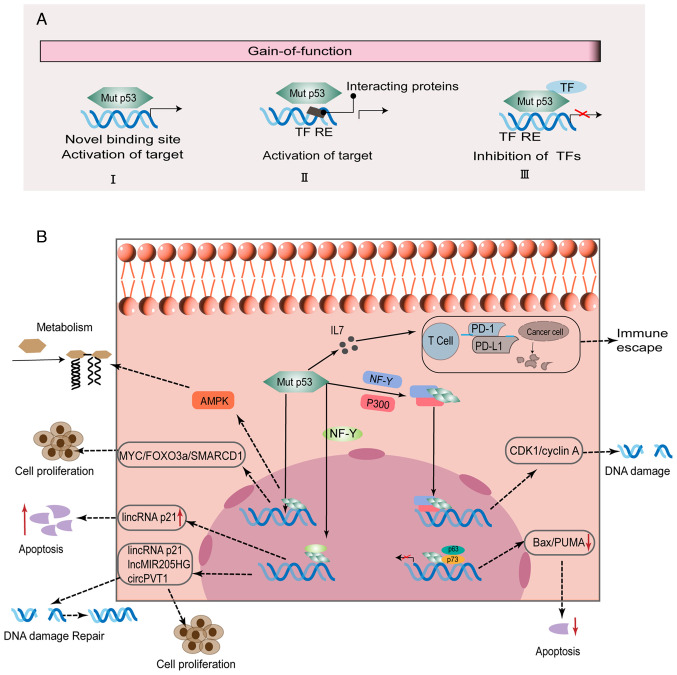 A
Gain-of-function
Mut p53
Novel binding site
Activation of target
I
Mut p53
Interacting proteins
TF RE
Activation of target
II
TF
Mut p53
TF RE
Inhibition of TFs
III
B
Metabolism
IL7
T Cell
PD-1
PD-L1
Cancer cell
Immune
escape
Mut p53
NF-Y
P300
AMPK
NF-Y
MYC/FOXO3a/SMARCD1
Cell proliferation
CDK1/cyclin A
DNA damage
lincRNA p21
Apoptosis
p63
p73
Bax/PUMA
lincRNA p21
lncMIR205HG
circPVT1
DNA damage Repair
Cell proliferation
Apoptosis